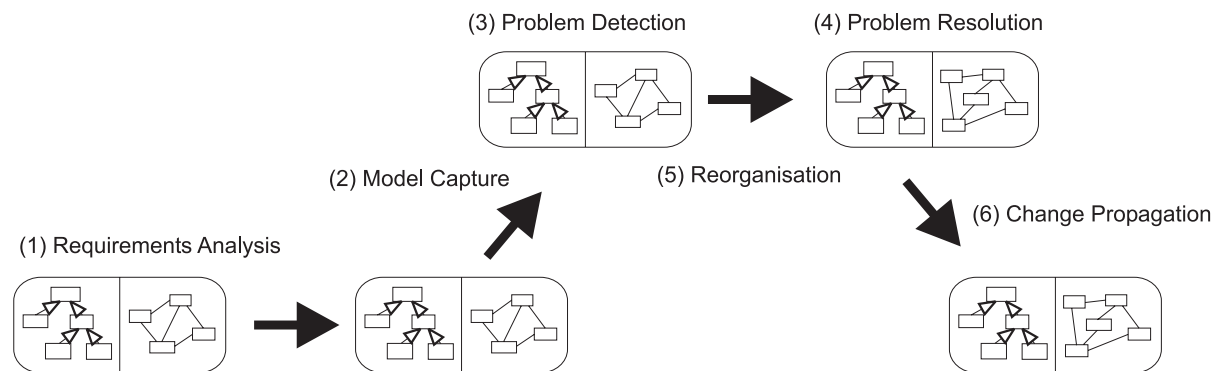 (1) Requirements Analysis
(2) Model Capture
(3) Problem Detection
(4) Problem Resolution
(5) Reorganisation
(6) Change Propagation